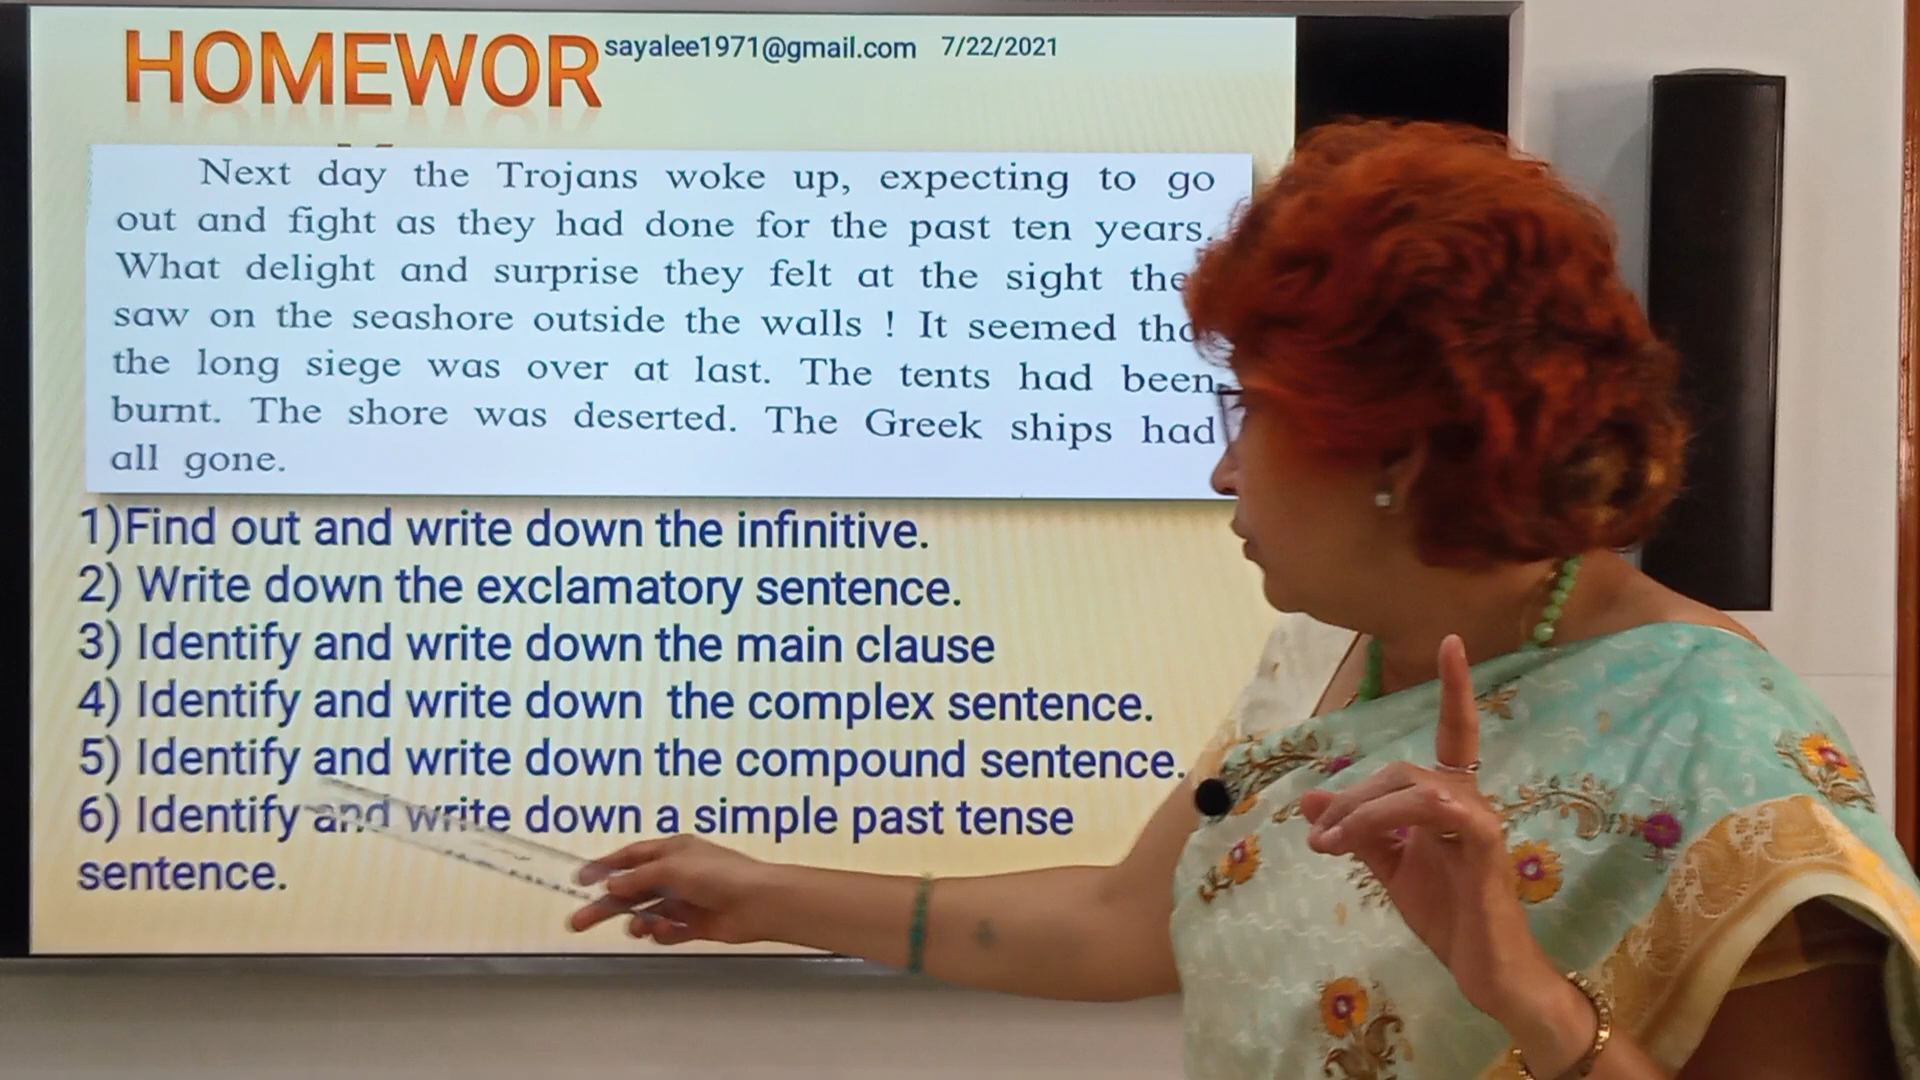 HOMEWOR sayalee1971@gmail.com 7/22/2021
Next day the Trojans woke up, expecting to go
out and fight as they had done for the past ten years.
What delight and surprise they felt at the sight
saw on the seashore outside the walls ! It seemed
the long siege was over at last. The tents had been
burnt. The shore was deserted. The Greek ships had
all gone.
1)Find out and write down the infinitive.
2) Write down the exclamatory sentence.
3) Identify and write down the main clause
4) Identify and write down the complex sentence.
5) Identify and write down the compound sentence.
6) Identify and write down a simple past tense
sentence.